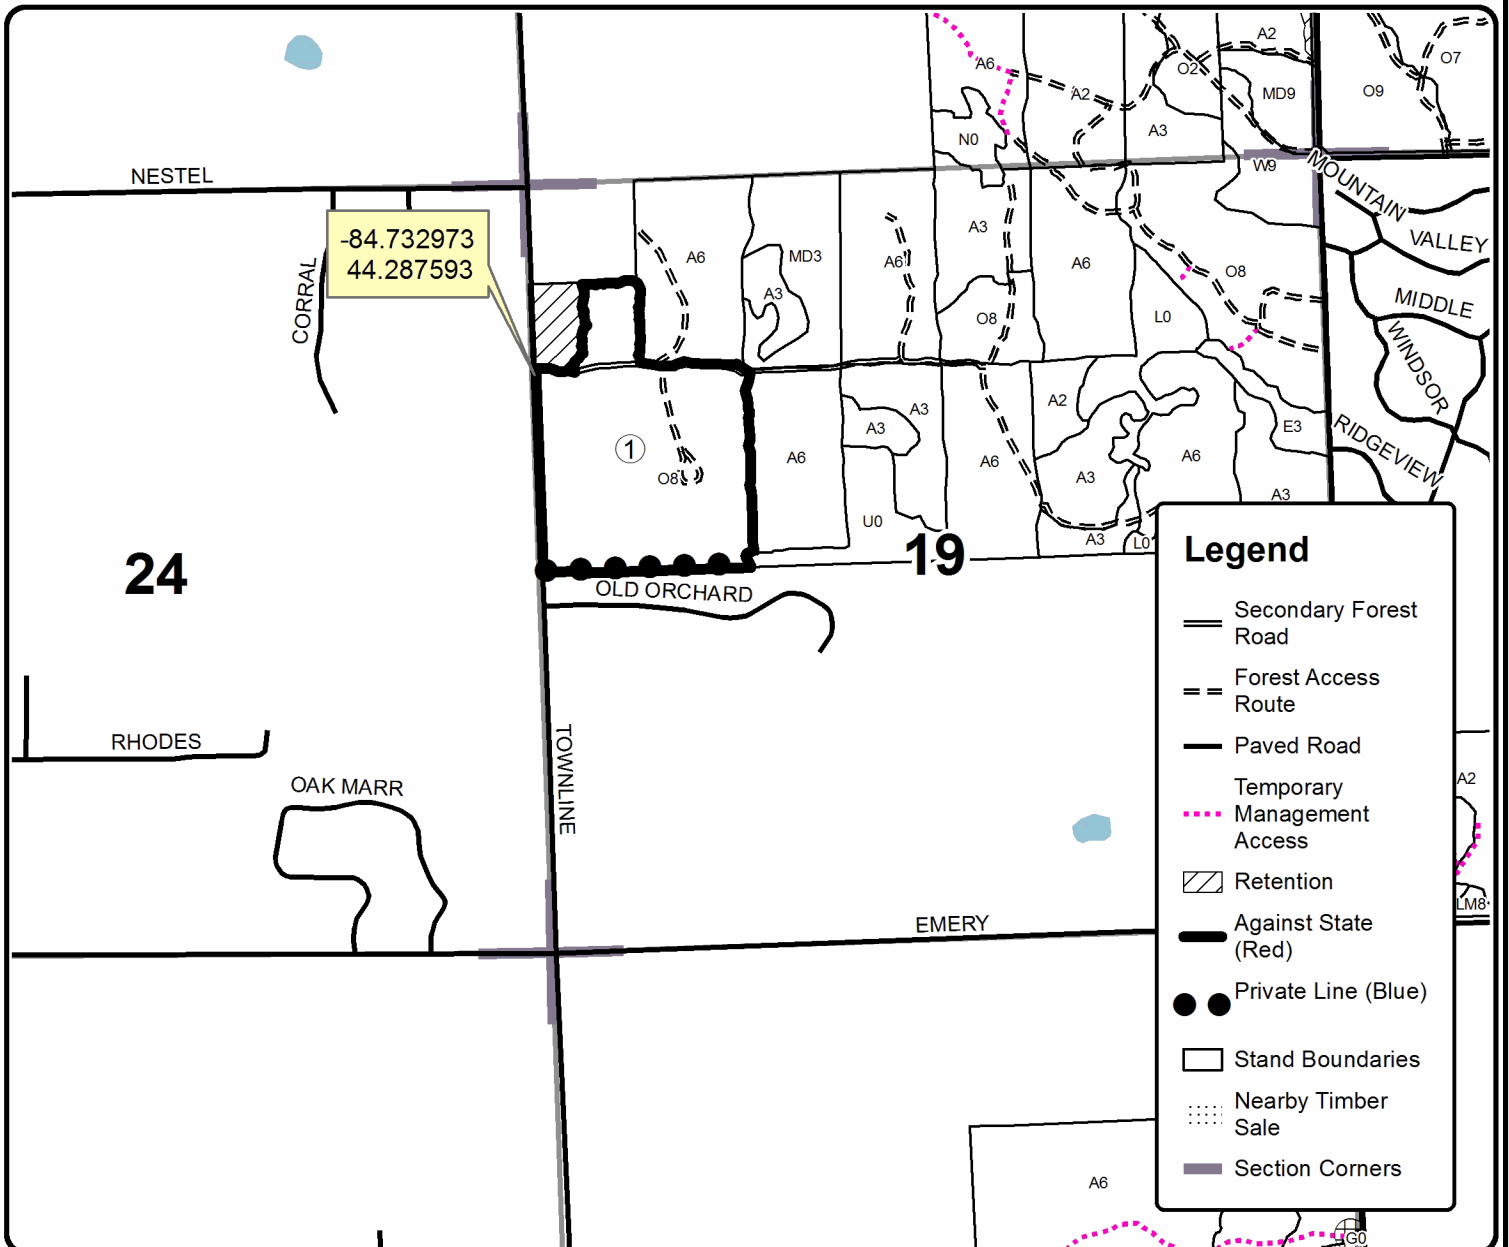 A6
A2
A2
O2
MD9
O9
O7
N0
A3
W9
NESTEL
MOUNTAIN
VALLEY
-84.732973
44.287593
CORRAL
A6
MD3
A3
A6
A3
A6
O8
O8
L0
MIDDLE
WINDSOR
RIDGEVIEW
1
O8
A6
A3
A3
U0
A6
A2
A3
A3
L0
A6
E3
A3
24
19
OLD ORCHARD
TOWNLINE
RHODES
OAK MARR
EMERY
A2
LM8
A6
G0
Legend
Secondary Forest
Road
Forest Access
Route
Paved Road
Temporary
Management
Access
Retention
Against State
(Red)
Private Line (Blue)
Stand Boundaries
Nearby Timber
Sale
Section Corners